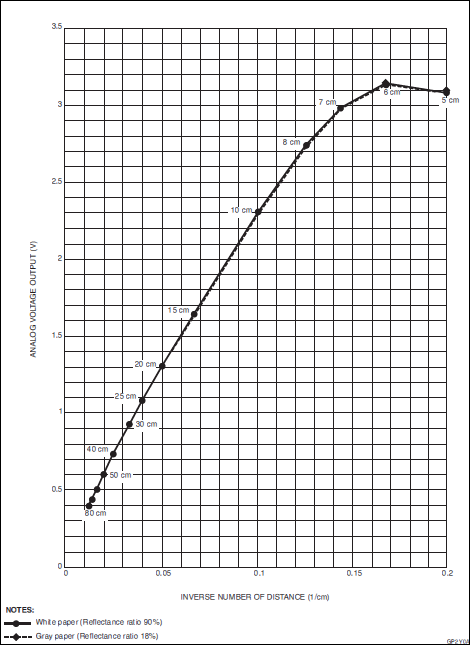 3.5
3
2.5
2
1.5
1
0.5
0
ANALOG VOLTAGE OUTPUT (V)
7 cm
6 cm
5 cm
8 cm
10 cm
15 cm
20 cm
25 cm
30 cm
40 cm
50 cm
80 cm
0
0.05
0.1
0.15
0.2
INVERSE NUMBER OF DISTANCE (1/cm)
NOTES:
White paper (Reflectance ratio 90%)
Gray paper (Reflectance ratio 18%)